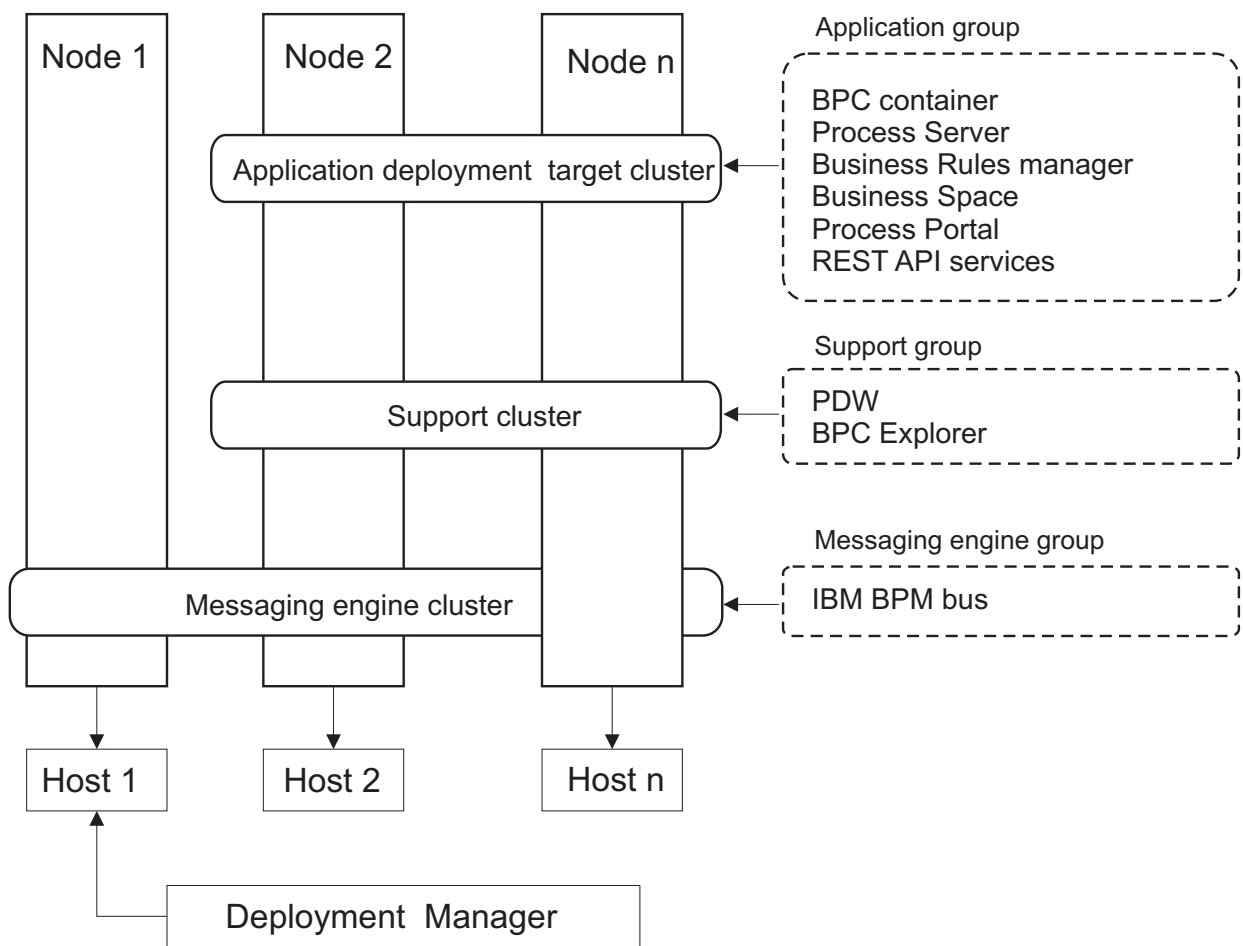 Node 1
Node 2
Node n
Application group
BPC container
Process Server
Business Rules manager
Business Space
Process Portal
REST API services
Application deployment target cluster
Support group
PDW
BPC Explorer
Support cluster
Messaging engine group
IBM BPM bus
Messaging engine cluster
Host 1
Host 2
Host n
Deployment Manager